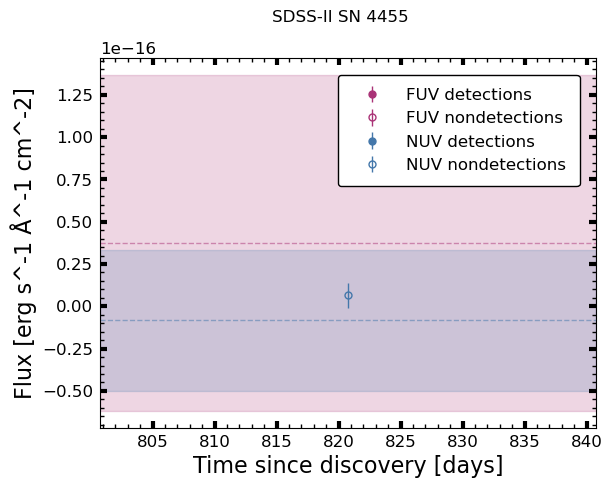 SDSS-II SN 4455
1e−16
FUV detections
FUV nondetections
NUV detections
NUV nondetections
1.25
1.00
0.75
0.50
0.25
0.00
−0.25
−0.50
Flux [erg s^-1 Å^-1 cm^-2]
805 810 815 820 825 830 835 840
Time since discovery [days]